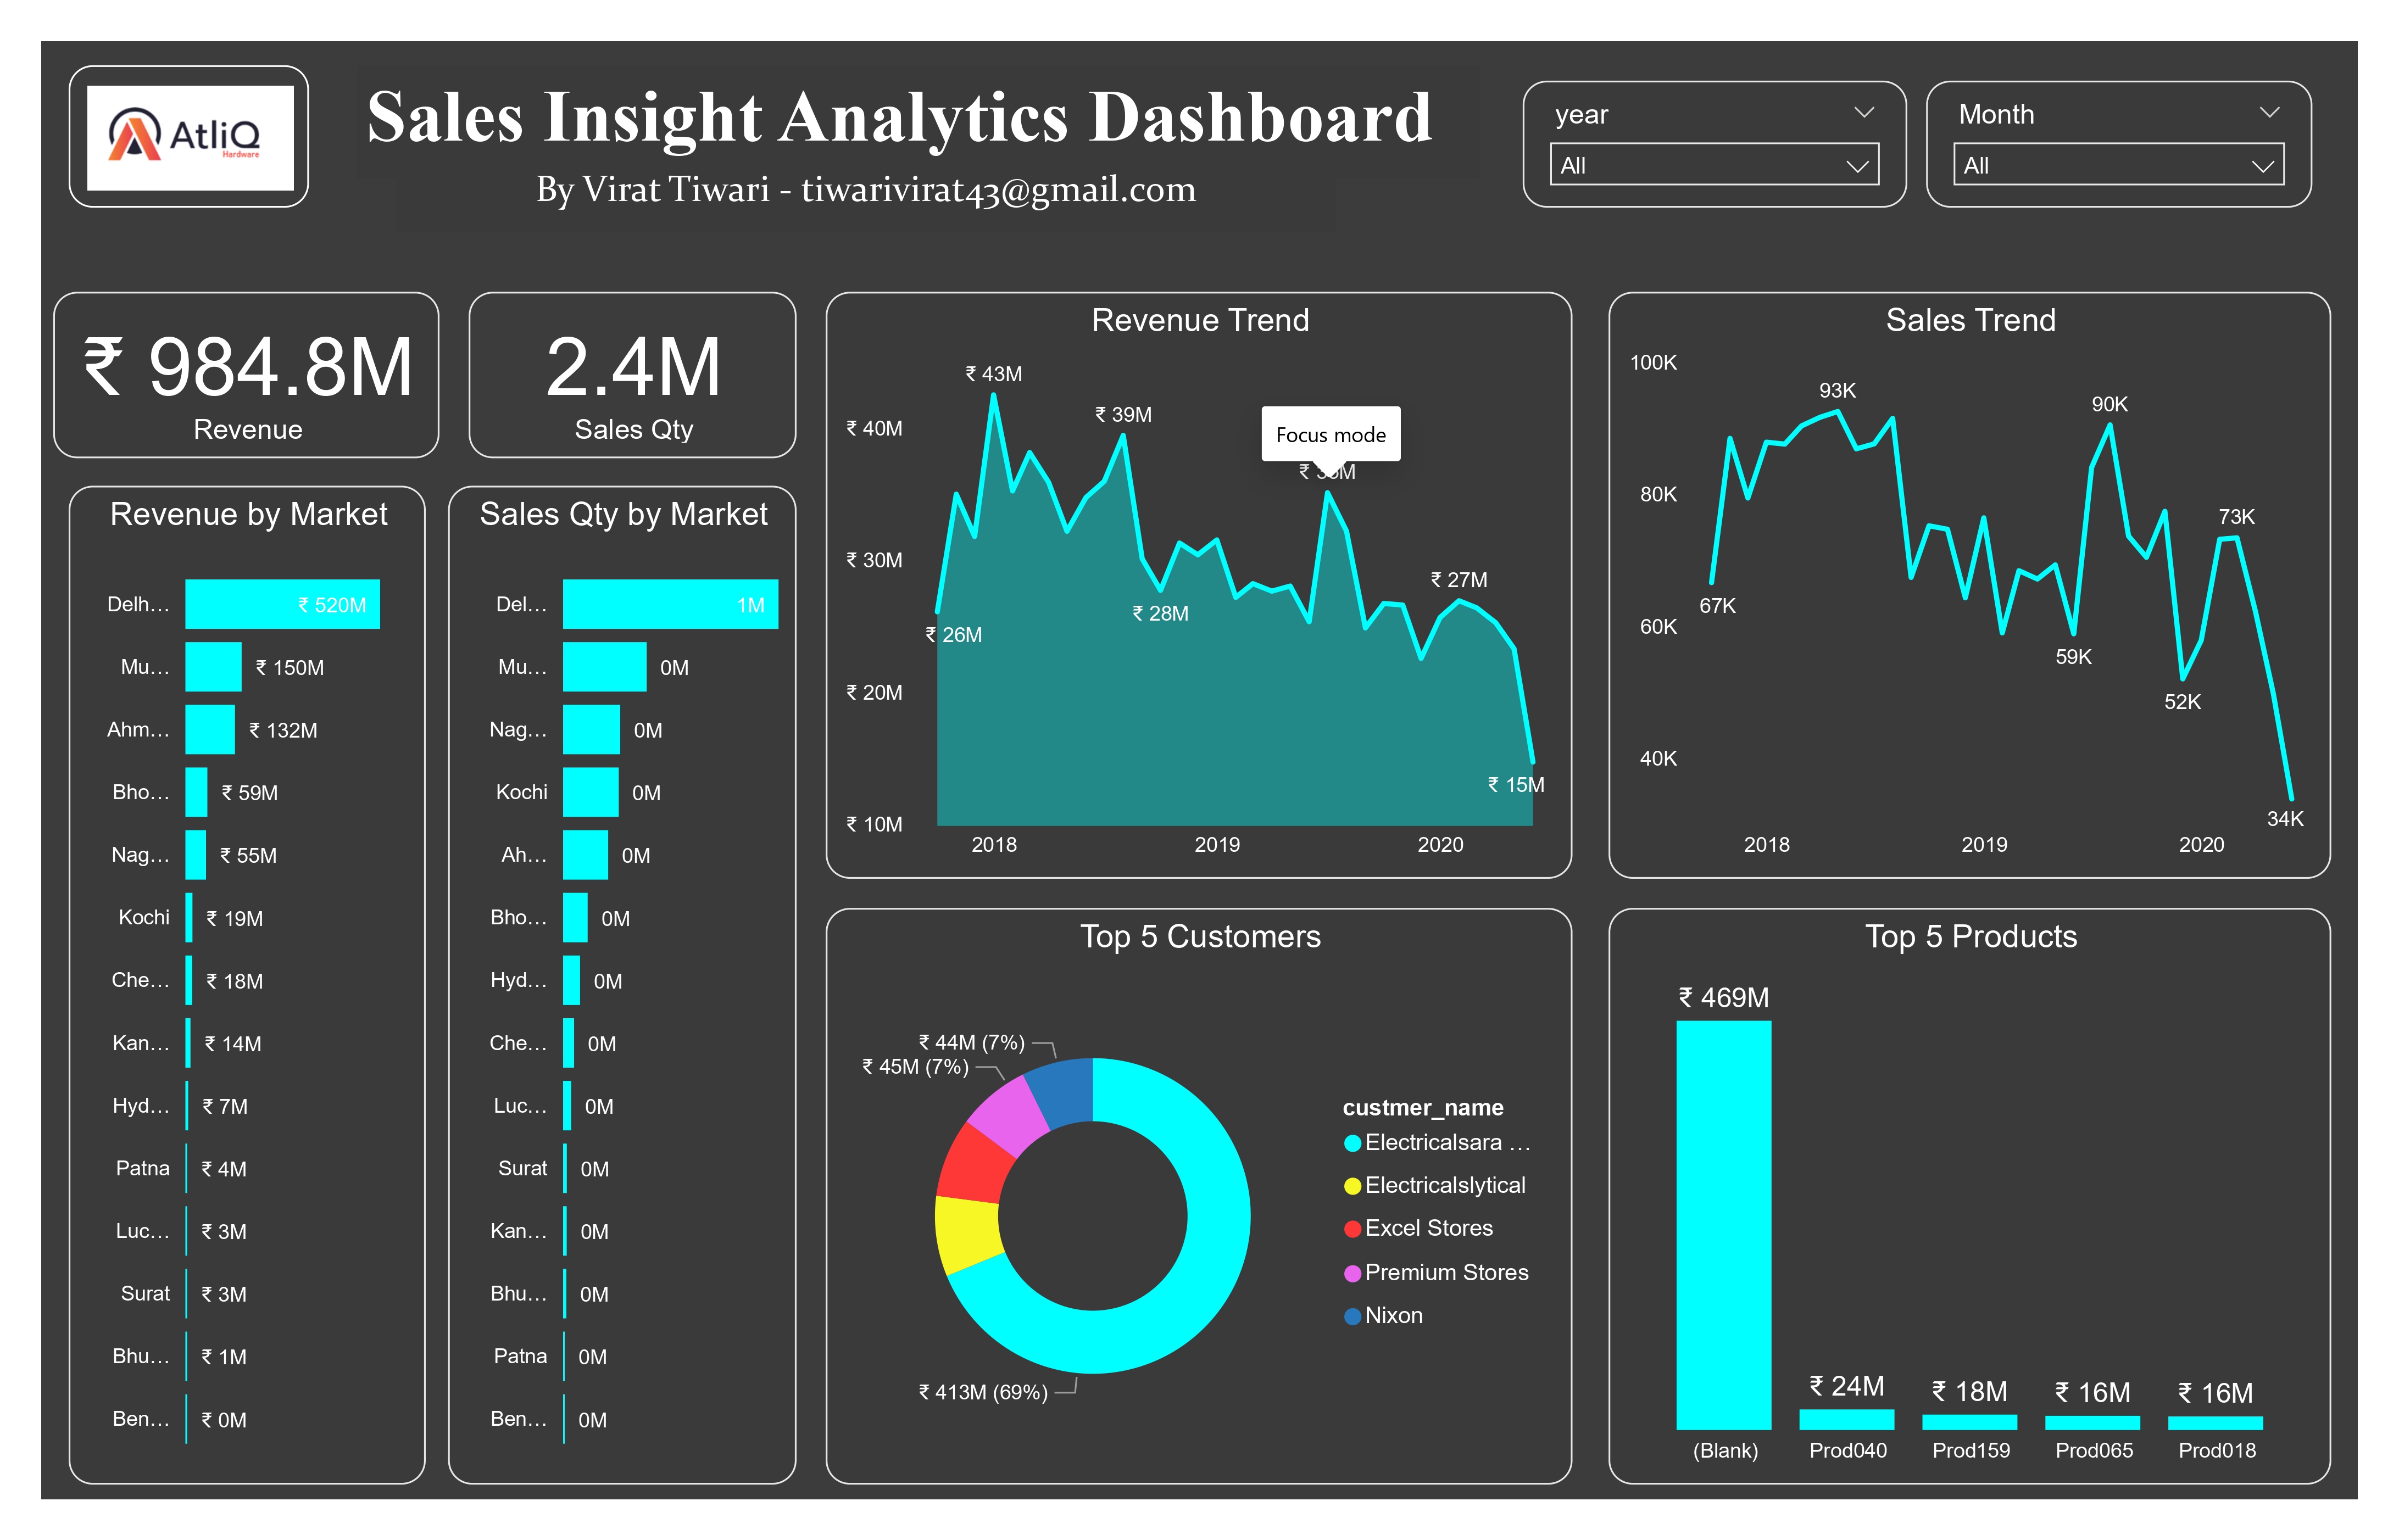 AtliQ
Hardware
Sales Insight Analytics Dashboard
By Virat Tiwari - tiwarivirat43@gmail.com
year
All
Month
All
₹ 984.8M
Revenue
2.4M
Sales Qty
Revenue by Market
Delh... ₹ 520M
Mu... ₹ 150M
Ahm... ₹ 132M
Bho... ₹ 59M
Nag... ₹ 55M
Kochi ₹ 19M
Che... ₹ 18M
Kan... ₹ 14M
Hyd... ₹ 7M
Patna ₹ 4M
Luc... ₹ 3M
Surat ₹ 3M
Bhu... ₹ 1M
Ben... ₹ 0M
Sales Qty by Market
Del... 1M
Mu... 0M
Nag... 0M
Kochi 0M
Ah... 0M
Bho... 0M
Hyd... 0M
Che... 0M
Luc... 0M
Surat 0M
Kan... 0M
Bhu... 0M
Patna 0M
Ben... 0M
Revenue Trend
₹ 43M
₹ 40M
₹ 39M
Focus mode
₹ 30M
₹ 27M
₹ 28M
₹ 26M
₹ 20M
₹ 15M
₹ 10M
2018 2019 2020
Sales Trend
100K
93K
90K
80K
73K
67K
60K
59K
52K
40K
34K
2018 2019 2020
Top 5 Customers
₹ 44M (7%)
₹ 45M (7%)
₹ 413M (69%)
custmer_name
Electricalsara ...
Electricalslytical
Excel Stores
Premium Stores
Nixon
Top 5 Products
₹ 469M
₹ 24M
₹ 18M
₹ 16M
₹ 16M
(Blank) Prod040 Prod159 Prod065 Prod018